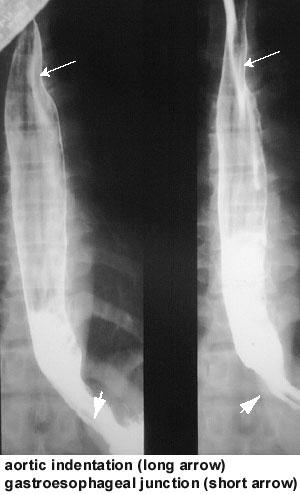 aortic indentation (long arrow)
gastroesophageal junction (short arrow)